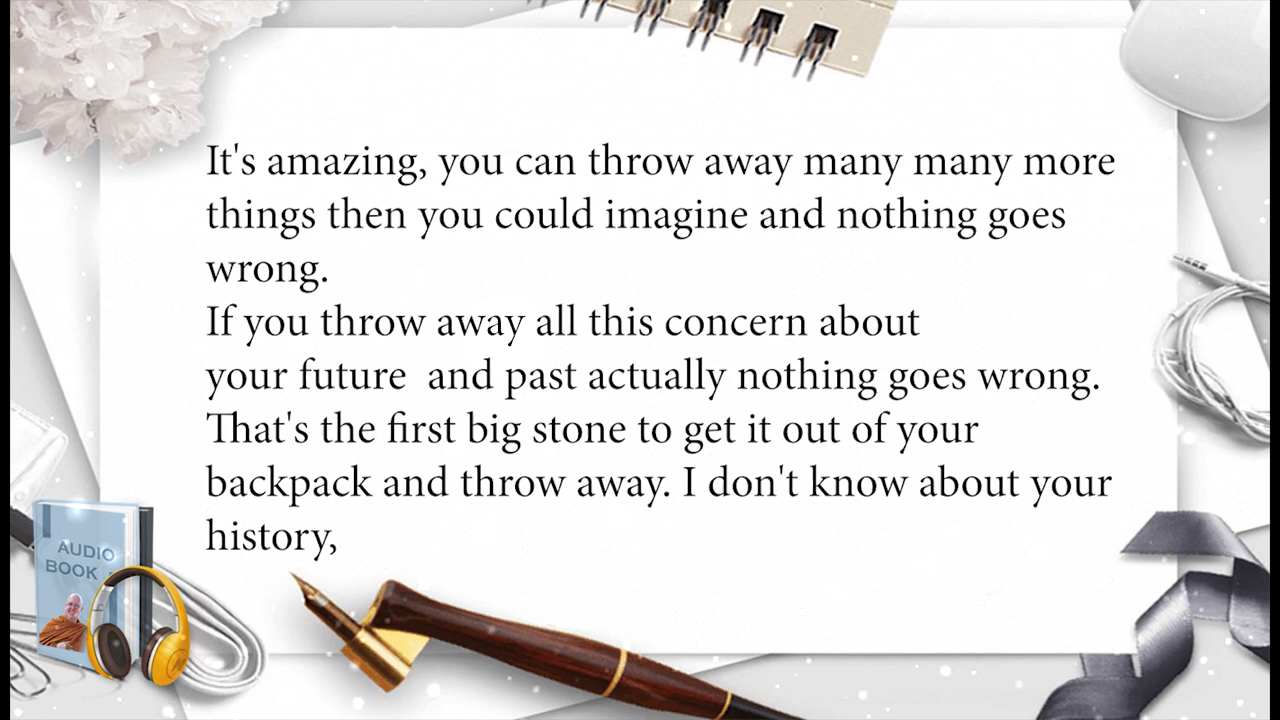 It's amazing, you can throw away many many more
things then you could imagine and nothing goes
wrong.
If you throw away all this concern about
your future  and past actually nothing goes wrong.
That's the first big stone to get it out of your
backpack and throw away. I don't know about your
history,
AUDIO
BOOK